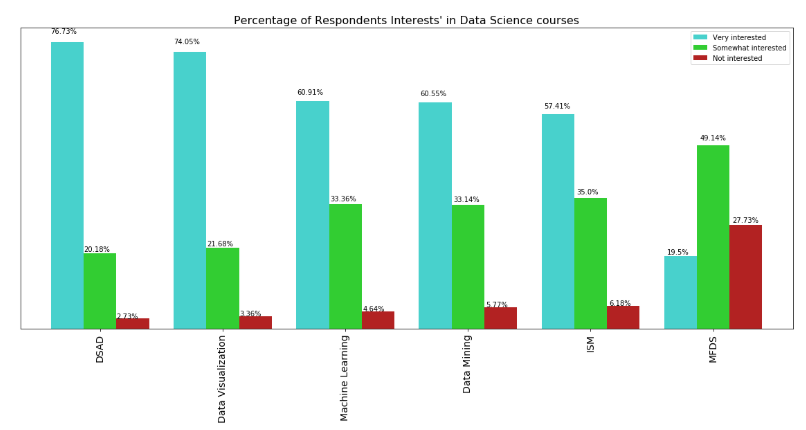 Percentage of Respondents Interests' in Data Science courses
Very interested
Somewhat interested
Not interested
76.73%
20.18%
2.73%
74.05%
21.68%
3.36%
60.91%
33.36%
4.64%
60.55%
33.14%
5.77%
57.41%
35.0%
6.18%
19.5%
49.14%
27.73%
DSAD
Data Visualization
Machine Learning
Data Mining
ISM
MFDS